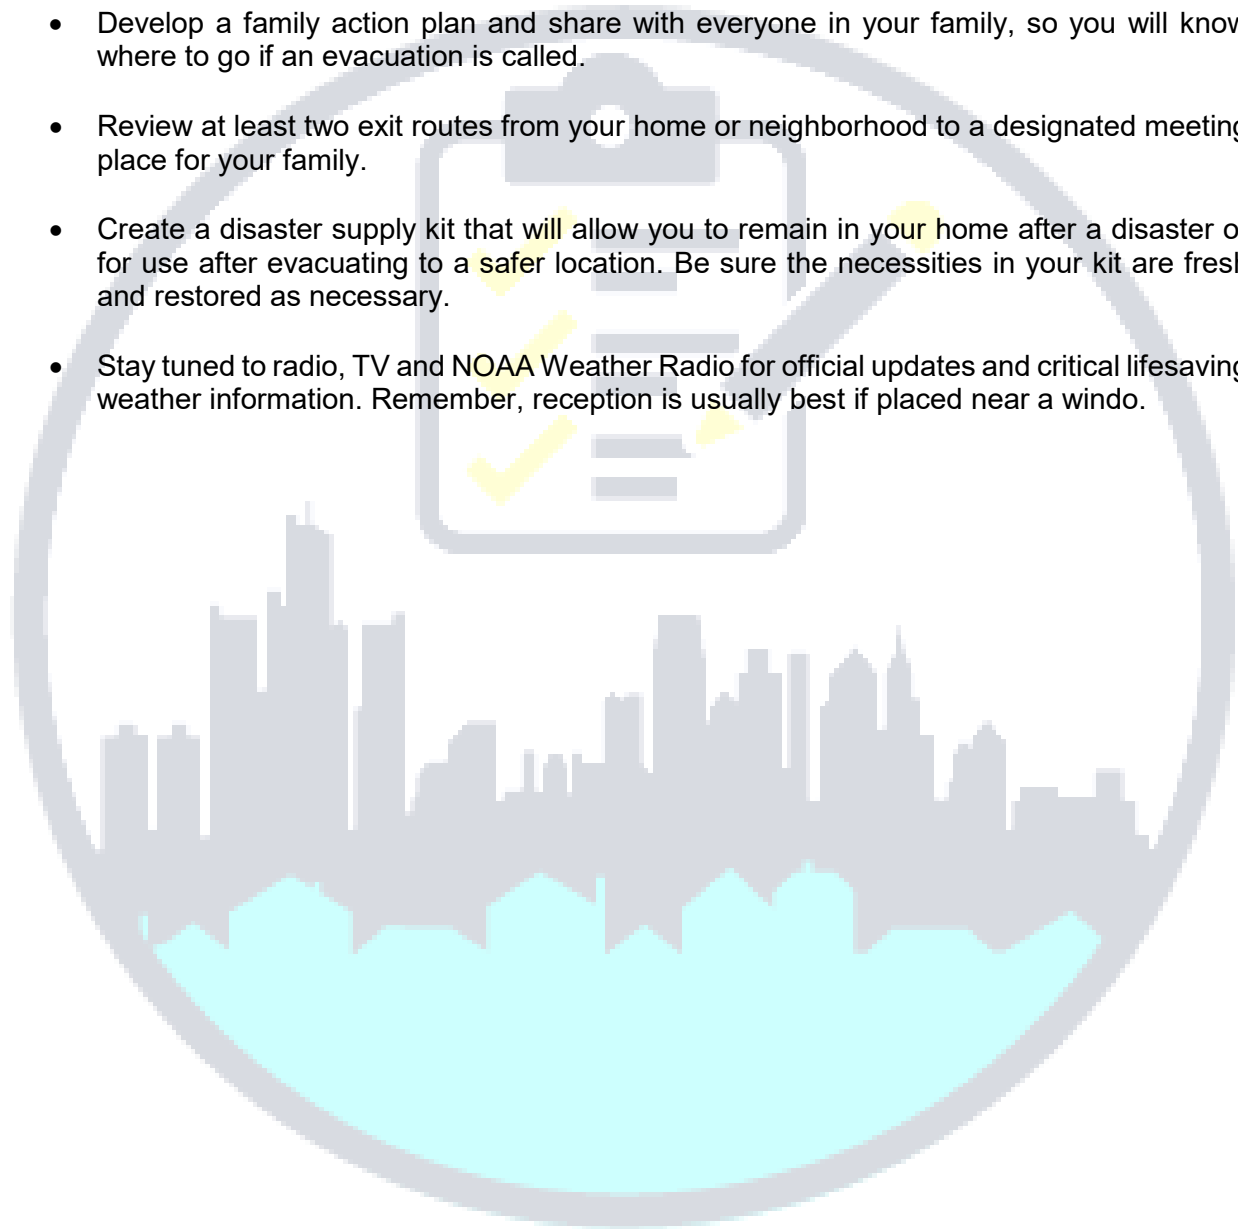 • Develop a family action plan and share with everyone in your family, so you will know
where to go if an evacuation is called.
• Review at least two exit routes from your home or neighborhood to a designated meeting
place for your family.
• Create a disaster supply kit that will allow you to remain in your home after a disaster o
for use after evacuating to a safer location. Be sure the necessities in your kit are fresh
and restored as necessary.
• Stay tuned to radio, TV and NOAA Weather Radio for official updates and critical lifesaving
weather information. Remember, reception is usually best if placed near a windo.